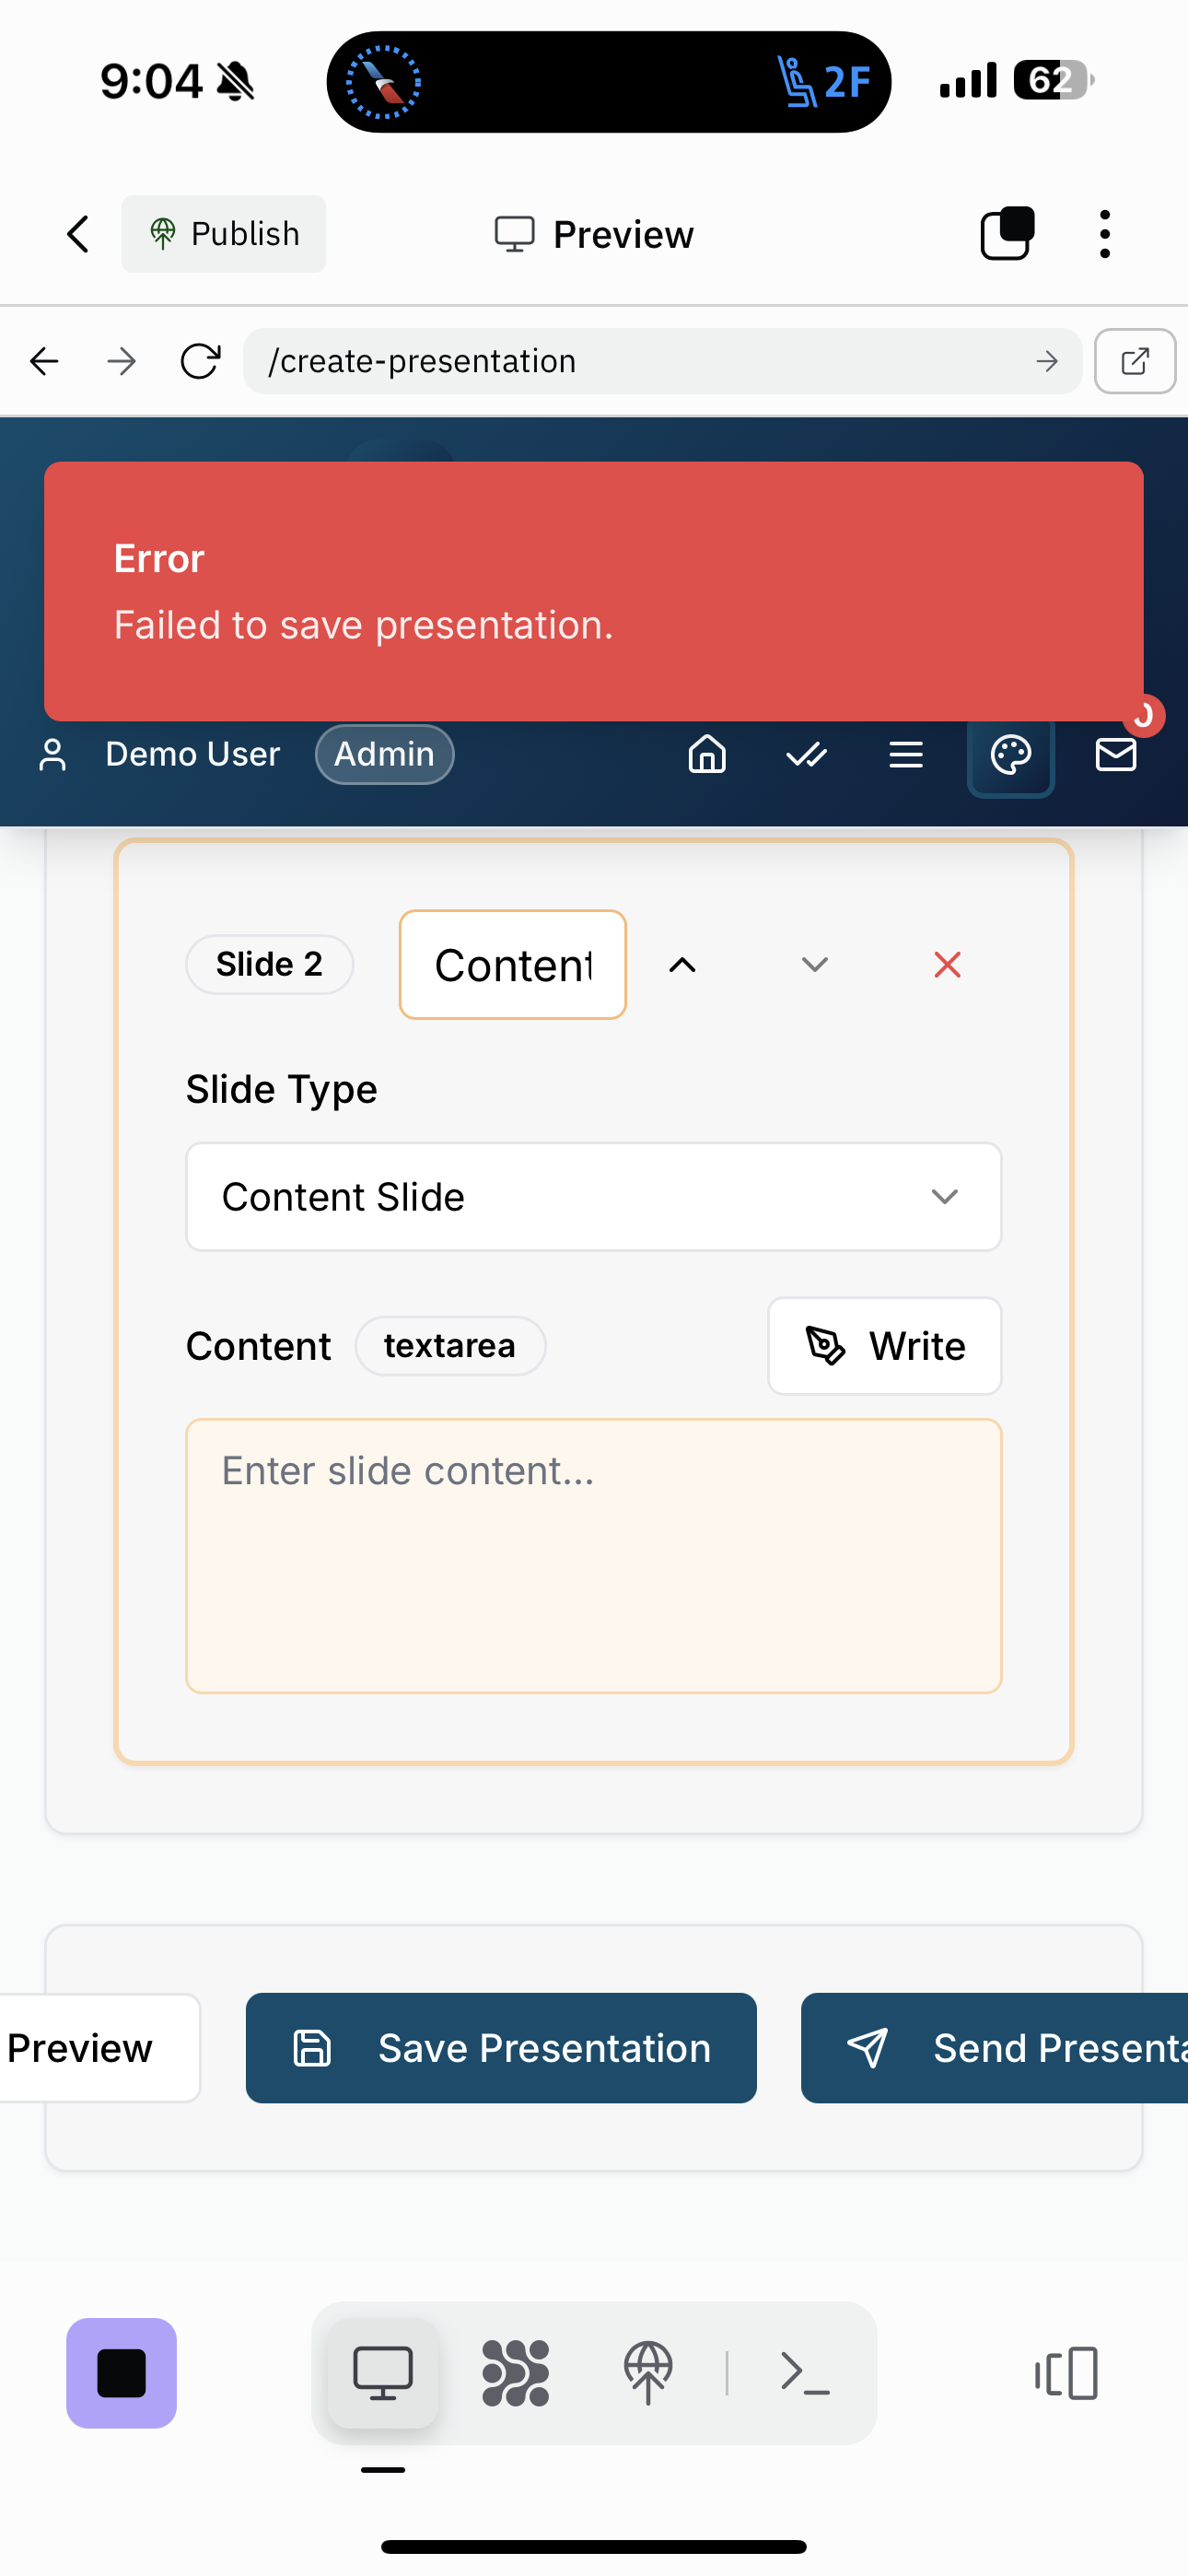 9:04
2F
62
Publish
Preview
/create-presentation
Error
Failed to save presentation.
Demo User
Admin
Slide 2
Content
Slide Type
Content Slide
Content
textarea
Write
Enter slide content...
Preview
Save Presentation
Send